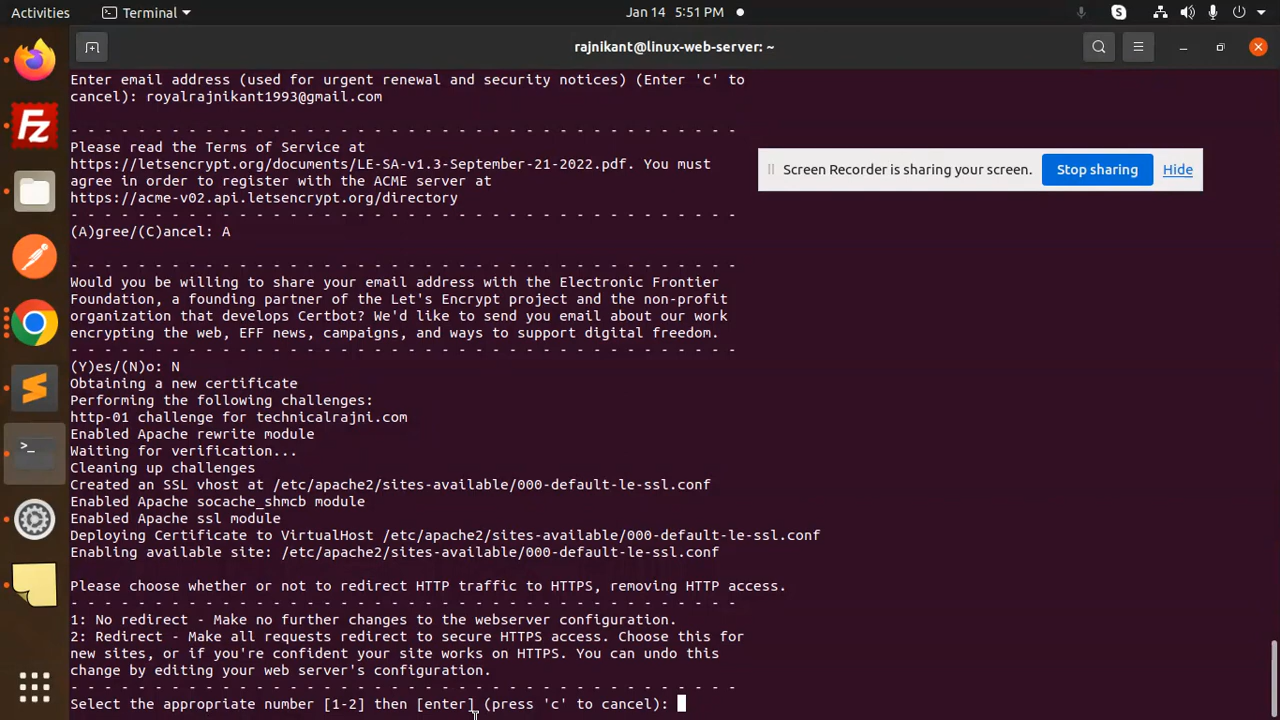 Activities
Terminal
Jan 14 5:51 PM
S
rajnikant@linux-web-server: ~
Fz
Enter email address (used for urgent renewal and security notices) (Enter 'c' to
cancel): royalrajnikant1993@gmail.com
- - - - - - - - - - - - - - - - - - - - - - - - - - - - - - - - - - - - - - - -
Please read the Terms of Service at
https://letsencrypt.org/documents/LE-SA-v1.3-September-21-2022.pdf. You must
agree in order to register with the ACME server at
https://acme-v02.api.letsencrypt.org/directory
- - - - - - - - - - - - - - - - - - - - - - - - - - - - - - - - - - - - - - - -
(A)gree/(C)ancel: A
- - - - - - - - - - - - - - - - - - - - - - - - - - - - - - - - - - - - - - - -
Would you be willing to share your email address with the Electronic Frontier
Foundation, a founding partner of the Let's Encrypt project and the non-profit
organization that develops Certbot? We'd like to send you email about our work
encrypting the web, EFF news, campaigns, and ways to support digital freedom.
- - - - - - - - - - - - - - - - - - - - - - - - - - - - - - - - - - - - - - - -
(Y)es/(N)o: N
Obtaining a new certificate
Performing the following challenges:
http-01 challenge for technicalrajni.com
Enabled Apache rewrite module
Waiting for verification...
Cleaning up challenges
Created an SSL vhost at /etc/apache2/sites-available/000-default-le-ssl.conf
Enabled Apache socache_shmcb module
Enabled Apache ssl module
Deploying Certificate to VirtualHost /etc/apache2/sites-available/000-default-le-ssl.conf
Enabling available site: /etc/apache2/sites-available/000-default-le-ssl.conf
Please choose whether or not to redirect HTTP traffic to HTTPS, removing HTTP access.
- - - - - - - - - - - - - - - - - - - - - - - - - - - - - - - - - - - - - - - -
1: No redirect - Make no further changes to the webserver configuration.
2: Redirect - Make all requests redirect to secure HTTPS access. Choose this for
new sites, or if you're confident your site works on HTTPS. You can undo this
change by editing your web server's configuration.
- - - - - - - - - - - - - - - - - - - - - - - - - - - - - - - - - - - - - - - -
Select the appropriate number [1-2] then [enter] (press 'c' to cancel):
Screen Recorder is sharing your screen.
Stop sharing
Hide
>_